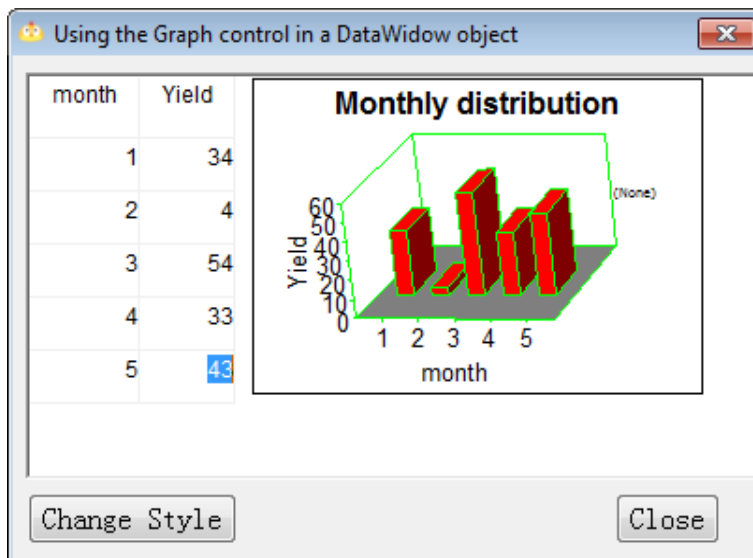 Using the Graph control in a DataWidow object
month Yield
1 34
2 4
3 54
4 33
5 43
Monthly distribution
60
50
40
30
20
10
0
Yield
1 2 3 4 5
month
(None)
Change Style
Close